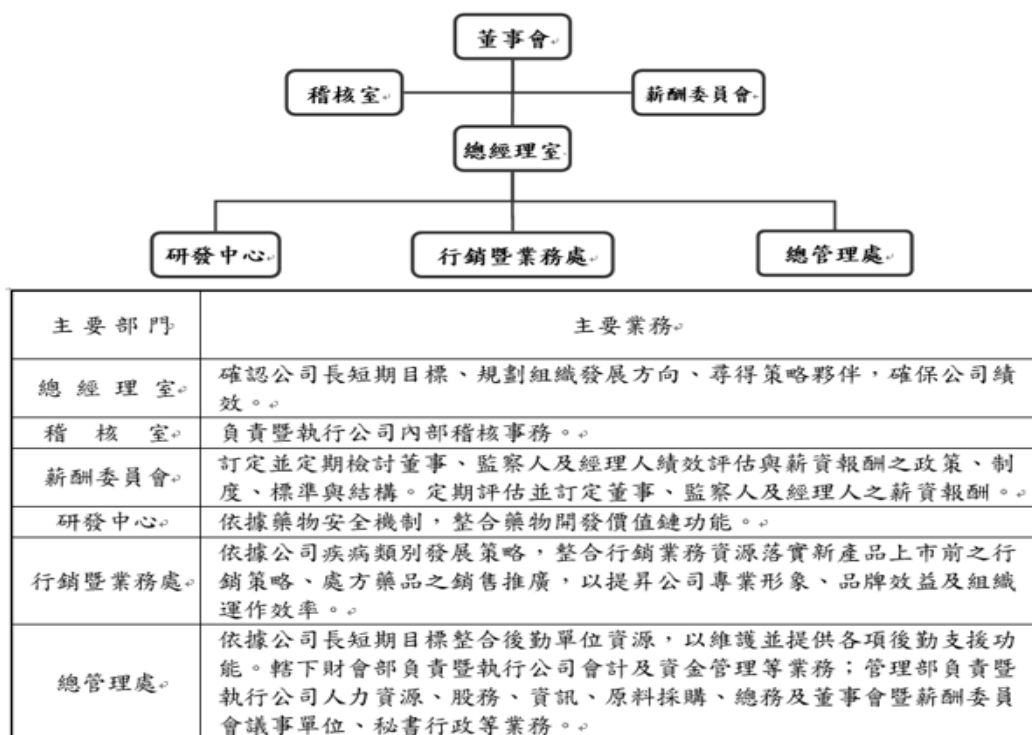 董事會
稽核室
薪酬委員會
總經理室
研發中心
行銷暨業務處
總管理處
主要部門
主要業務
總經理室
確認公司長短期目標、規劃組織發展方向、尋得策略夥伴，確保公司績
效。
稽核室
負責暨執行公司內部稽核事務。
薪酬委員會
訂定並定期檢討董事、監察人及經理人績效評估與薪資報酬之政策、制
度、標準與結構。定期評估並訂定董事、監察人及經理人之薪資報酬。
研發中心
依據藥物安全機制，整合藥物開發價值鏈功能。
行銷暨業務處
依據公司疾病類別發展策略，整合行銷業務資源落實新產品上市前之行
銷策略、處方藥品之銷售推廣，以提昇公司專業形象、品牌效益及組織
運作效率。
總管理處
依據公司長短期目標整合後勤單位資源，以維護並提供各項後勤支援功
能。轄下財會部負責暨執行公司會計及資金管理等業務；管理部負責暨
執行公司人力資源、股務、資訊、原料採購、總務及董事會暨薪酬委員
會議事單位、秘書行政等業務。